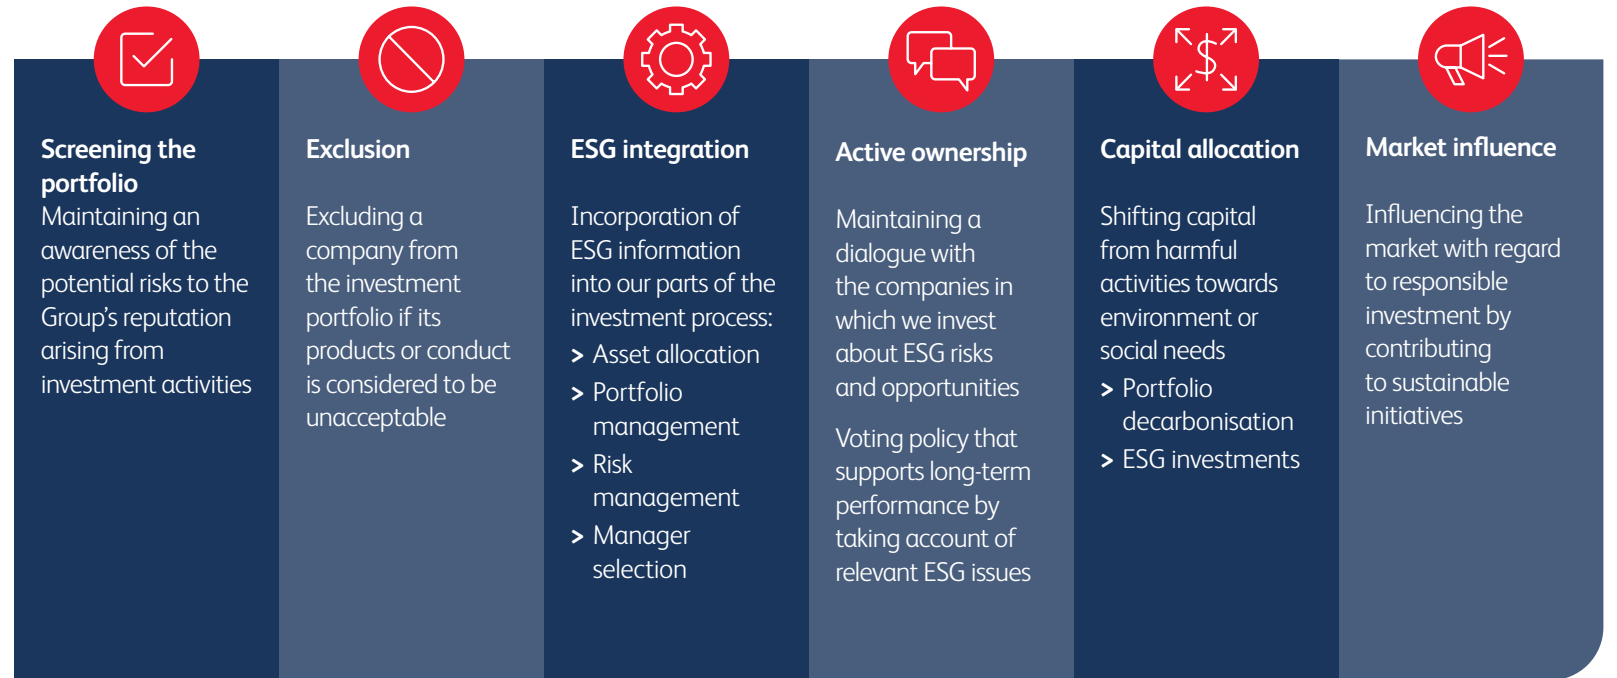 Screening the
portfolio
Maintaining an
awareness of the
potential risks to the
Group’s reputation
arising from
investment activities
Exclusion
Excluding a
company from
the investment
portfolio if its
products or conduct
is considered to be
unacceptable
ESG integration
Incorporation of
ESG information
into our parts of the
investment process:
> Asset allocation
> Portfolio
management
> Risk
management
> Manager
selection
Active ownership
Maintaining a
dialogue with
the companies in
which we invest
about ESG risks
and opportunities
Voting policy that
supports long-term
performance by
taking account of
relevant ESG issues
$
Capital allocation
Shifting capital
from harmful
activities towards
environment or
social needs
> Portfolio
decarbonisation
> ESG investments
Market influence
Influencing the
market with regard
to responsible
investment by
contributing
to sustainable
initiatives